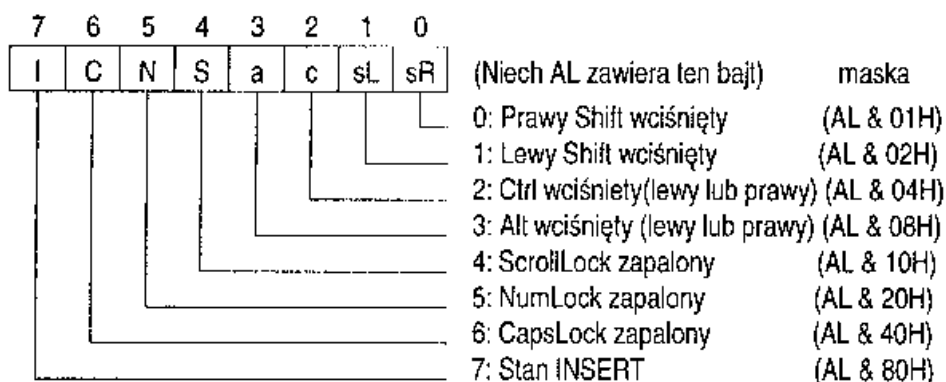 7 6 5 4 3 2 1 0
I C N S a c sL sR (Niech AL zawiera ten bajt) maska
0: Prawy Shift wciśnięty (AL & 01H)
1: Lewy Shift wciśnięty (AL & 02H)
2: Ctrl wciśniety(lewy lub prawy) (AL & 04H)
3: Alt wciśnięty (lewy lub prawy) (AL & 08H)
4: ScrollLock zapalony (AL & 10H)
5: NumLock zapalony (AL & 20H)
6: CapsLock zapalony (AL & 40H)
7: Stan INSERT (AL & 80H)